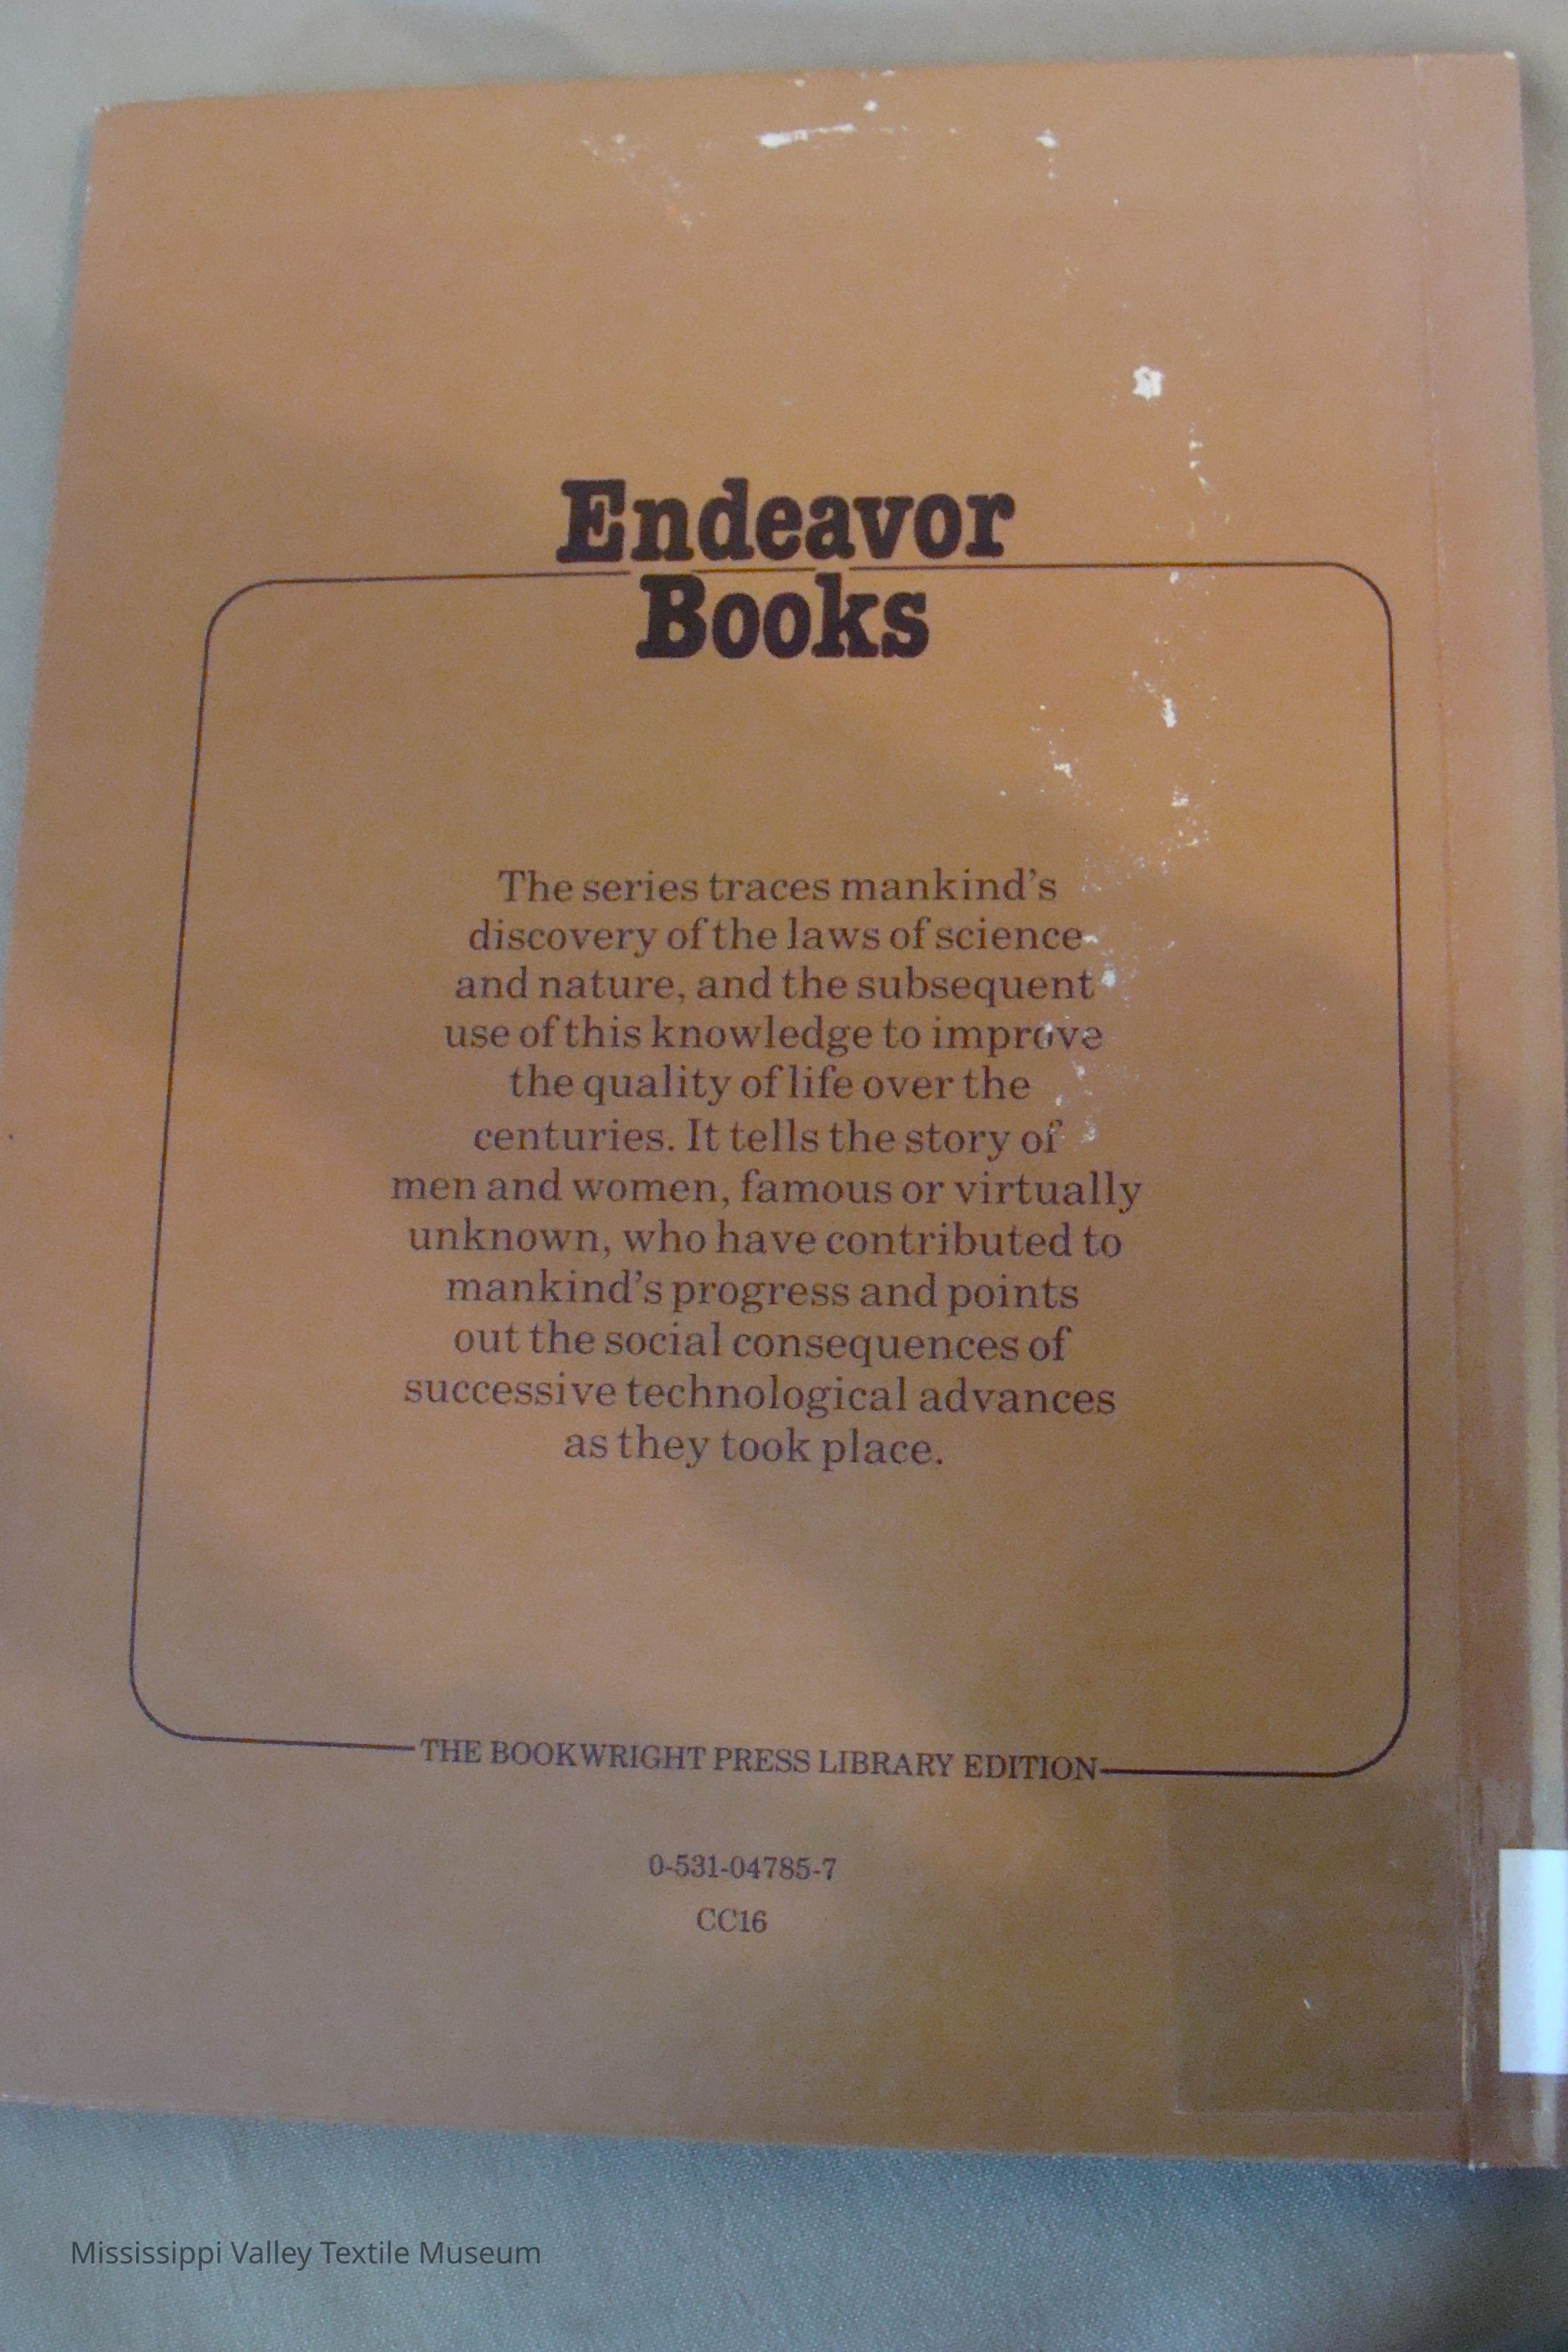 Endeavor
Books
The series traces mankind's
discovery of the laws of science
and nature, and the subsequent
use of this knowledge to improve
the quality of life over the
centuries. It tells the story of
men and women, famous or virtually
unknown, who have contributed to
mankind's progress and points
out the social consequences of
successive technological advances
as they took place.
THE BOOKWRIGHT PRESS LIBRARY EDITION
0-531-04785-7
CC16
Mississippi Valley Textile Museum